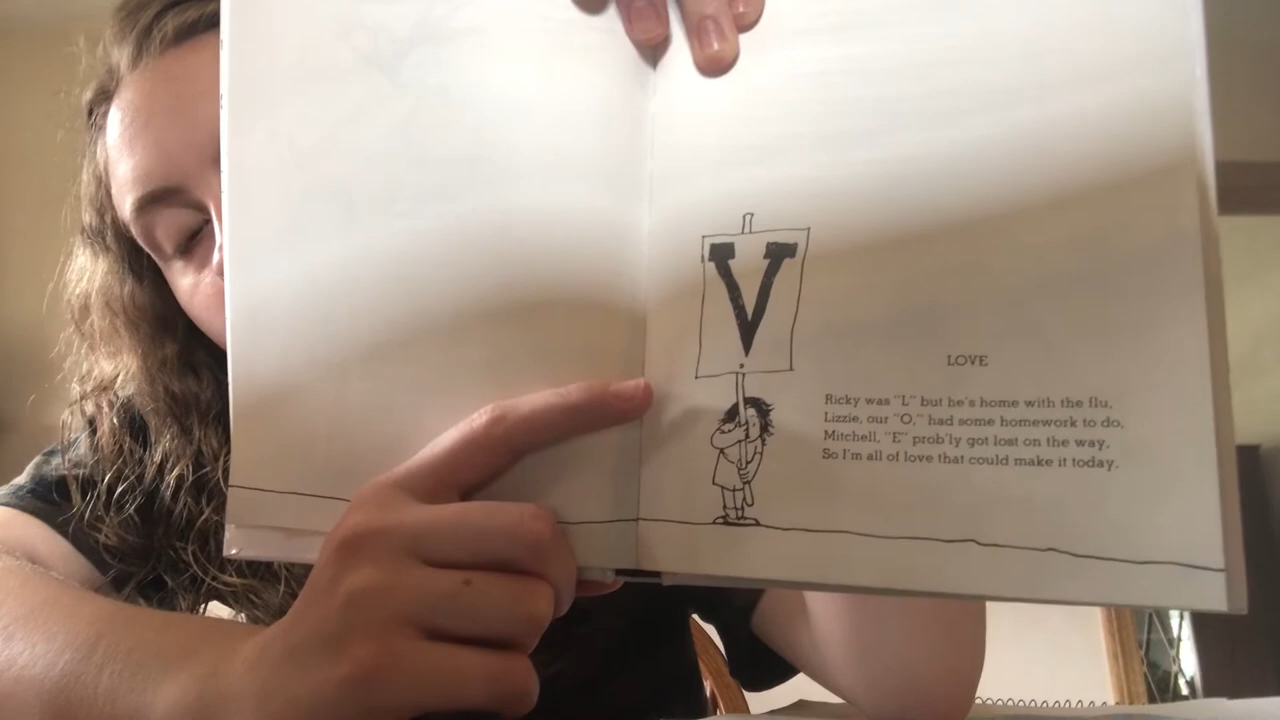 V
LOVE
Ricky was "L" but he's home with the flu,
Lizzie, our "O," had some homework to do,
Mitchell, "E" prob'ly got lost on the way,
So I'm all of love that could make it today.